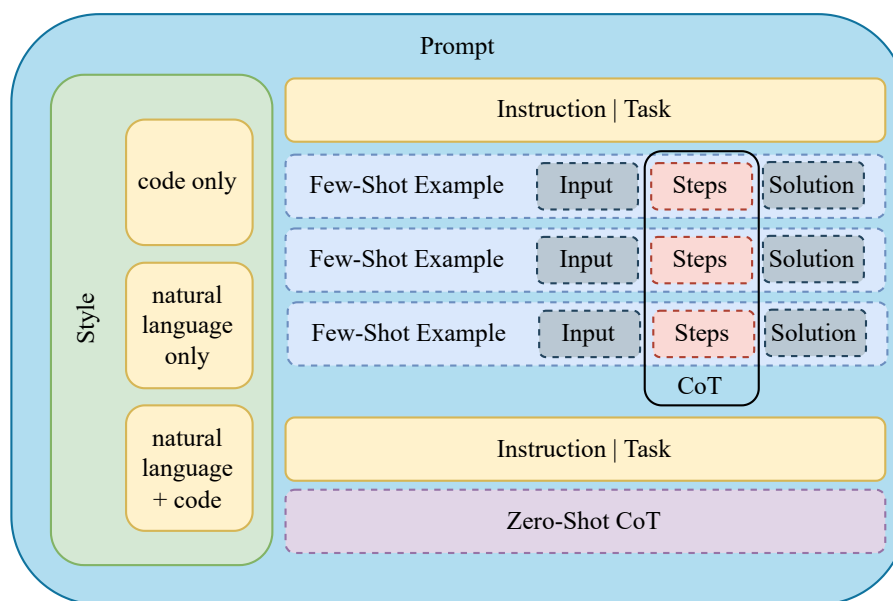 Prompt
Style
code only
natural
language
only
natural
language
+ code
Instruction | Task
Few-Shot Example Input Steps Solution
Few-Shot Example Input Steps Solution
Few-Shot Example Input Steps Solution
CoT
Instruction | Task
Zero-Shot CoT